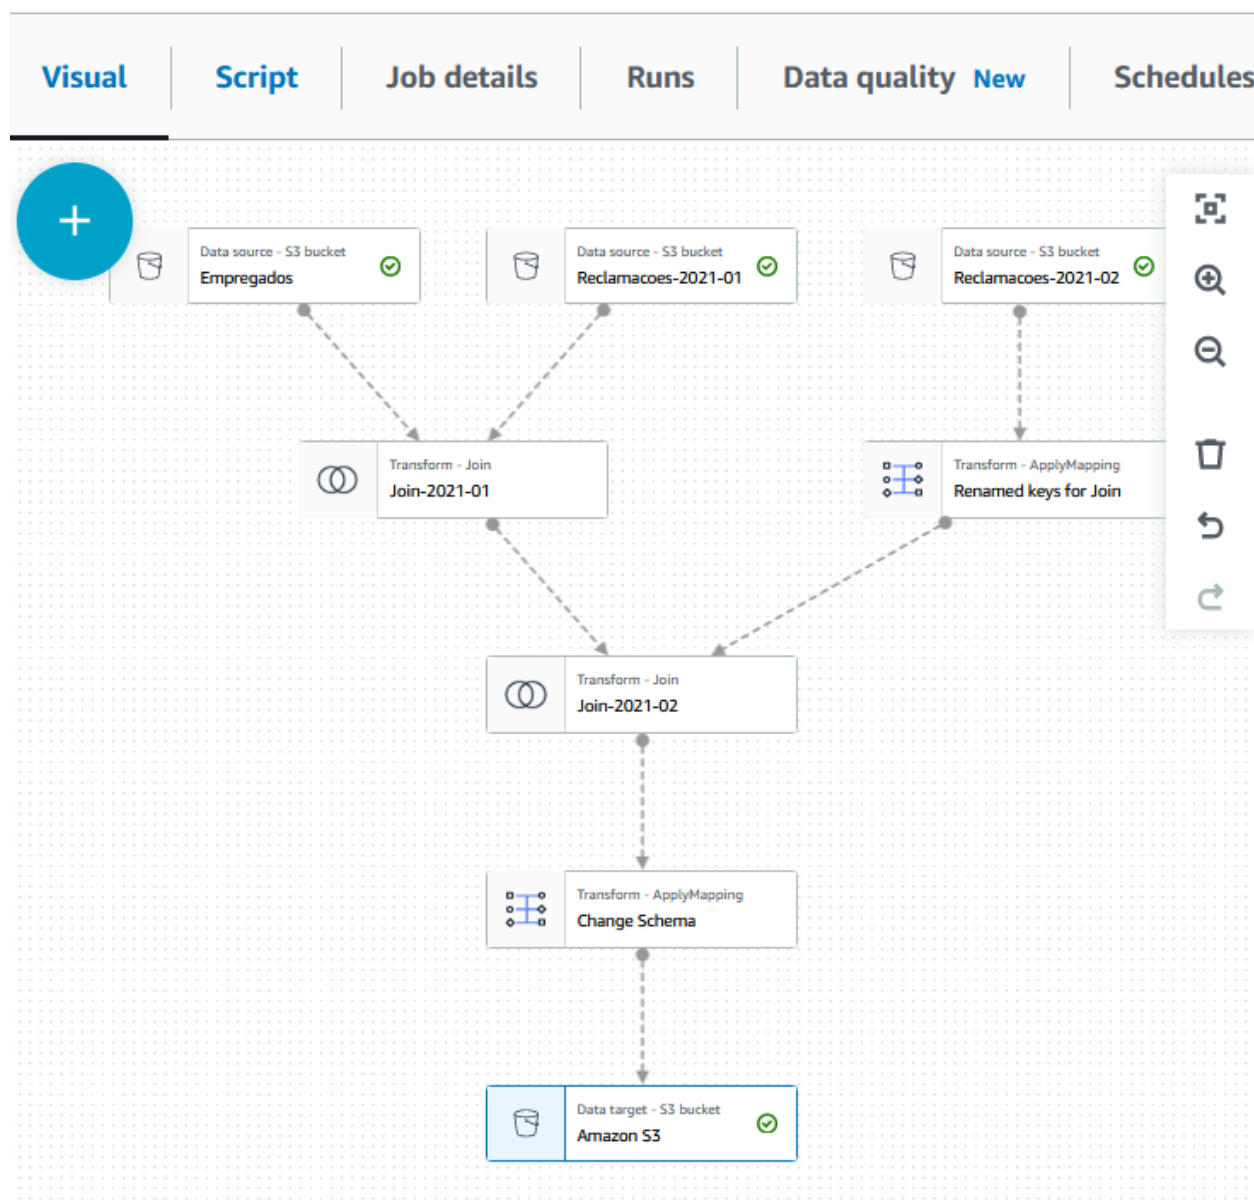 Visual
Script
Job details
Runs
Data quality New
Schedules
Data source - S3 bucket
Empregados
Data source - S3 bucket
Reclamacoes-2021-01
Data source - S3 bucket
Reclamacoes-2021-02
Transform - Join
Join-2021-01
Transform - ApplyMapping
Renamed keys for Join
Transform - Join
Join-2021-02
Transform - ApplyMapping
Change Schema
Data target - S3 bucket
Amazon S3